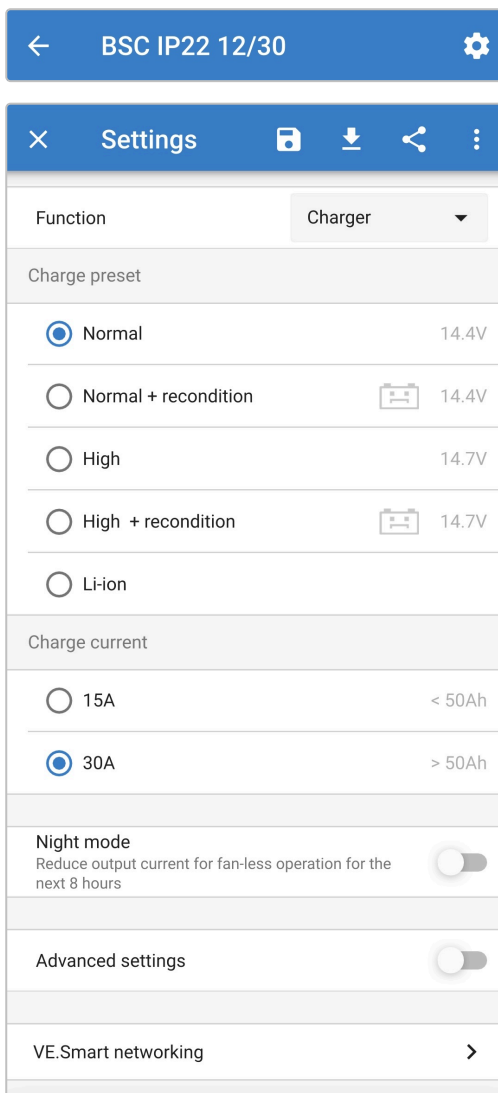 BSC IP22 12/30
Settings
Function Charger
Charge preset
Normal 14.4V
Normal + recondition 14.4V
High 14.7V
High + recondition 14.7V
Li-ion
Charge current
15A < 50Ah
30A > 50Ah
Night mode
Reduce output current for fan-less operation for the
next 8 hours
Advanced settings
VE.Smart networking